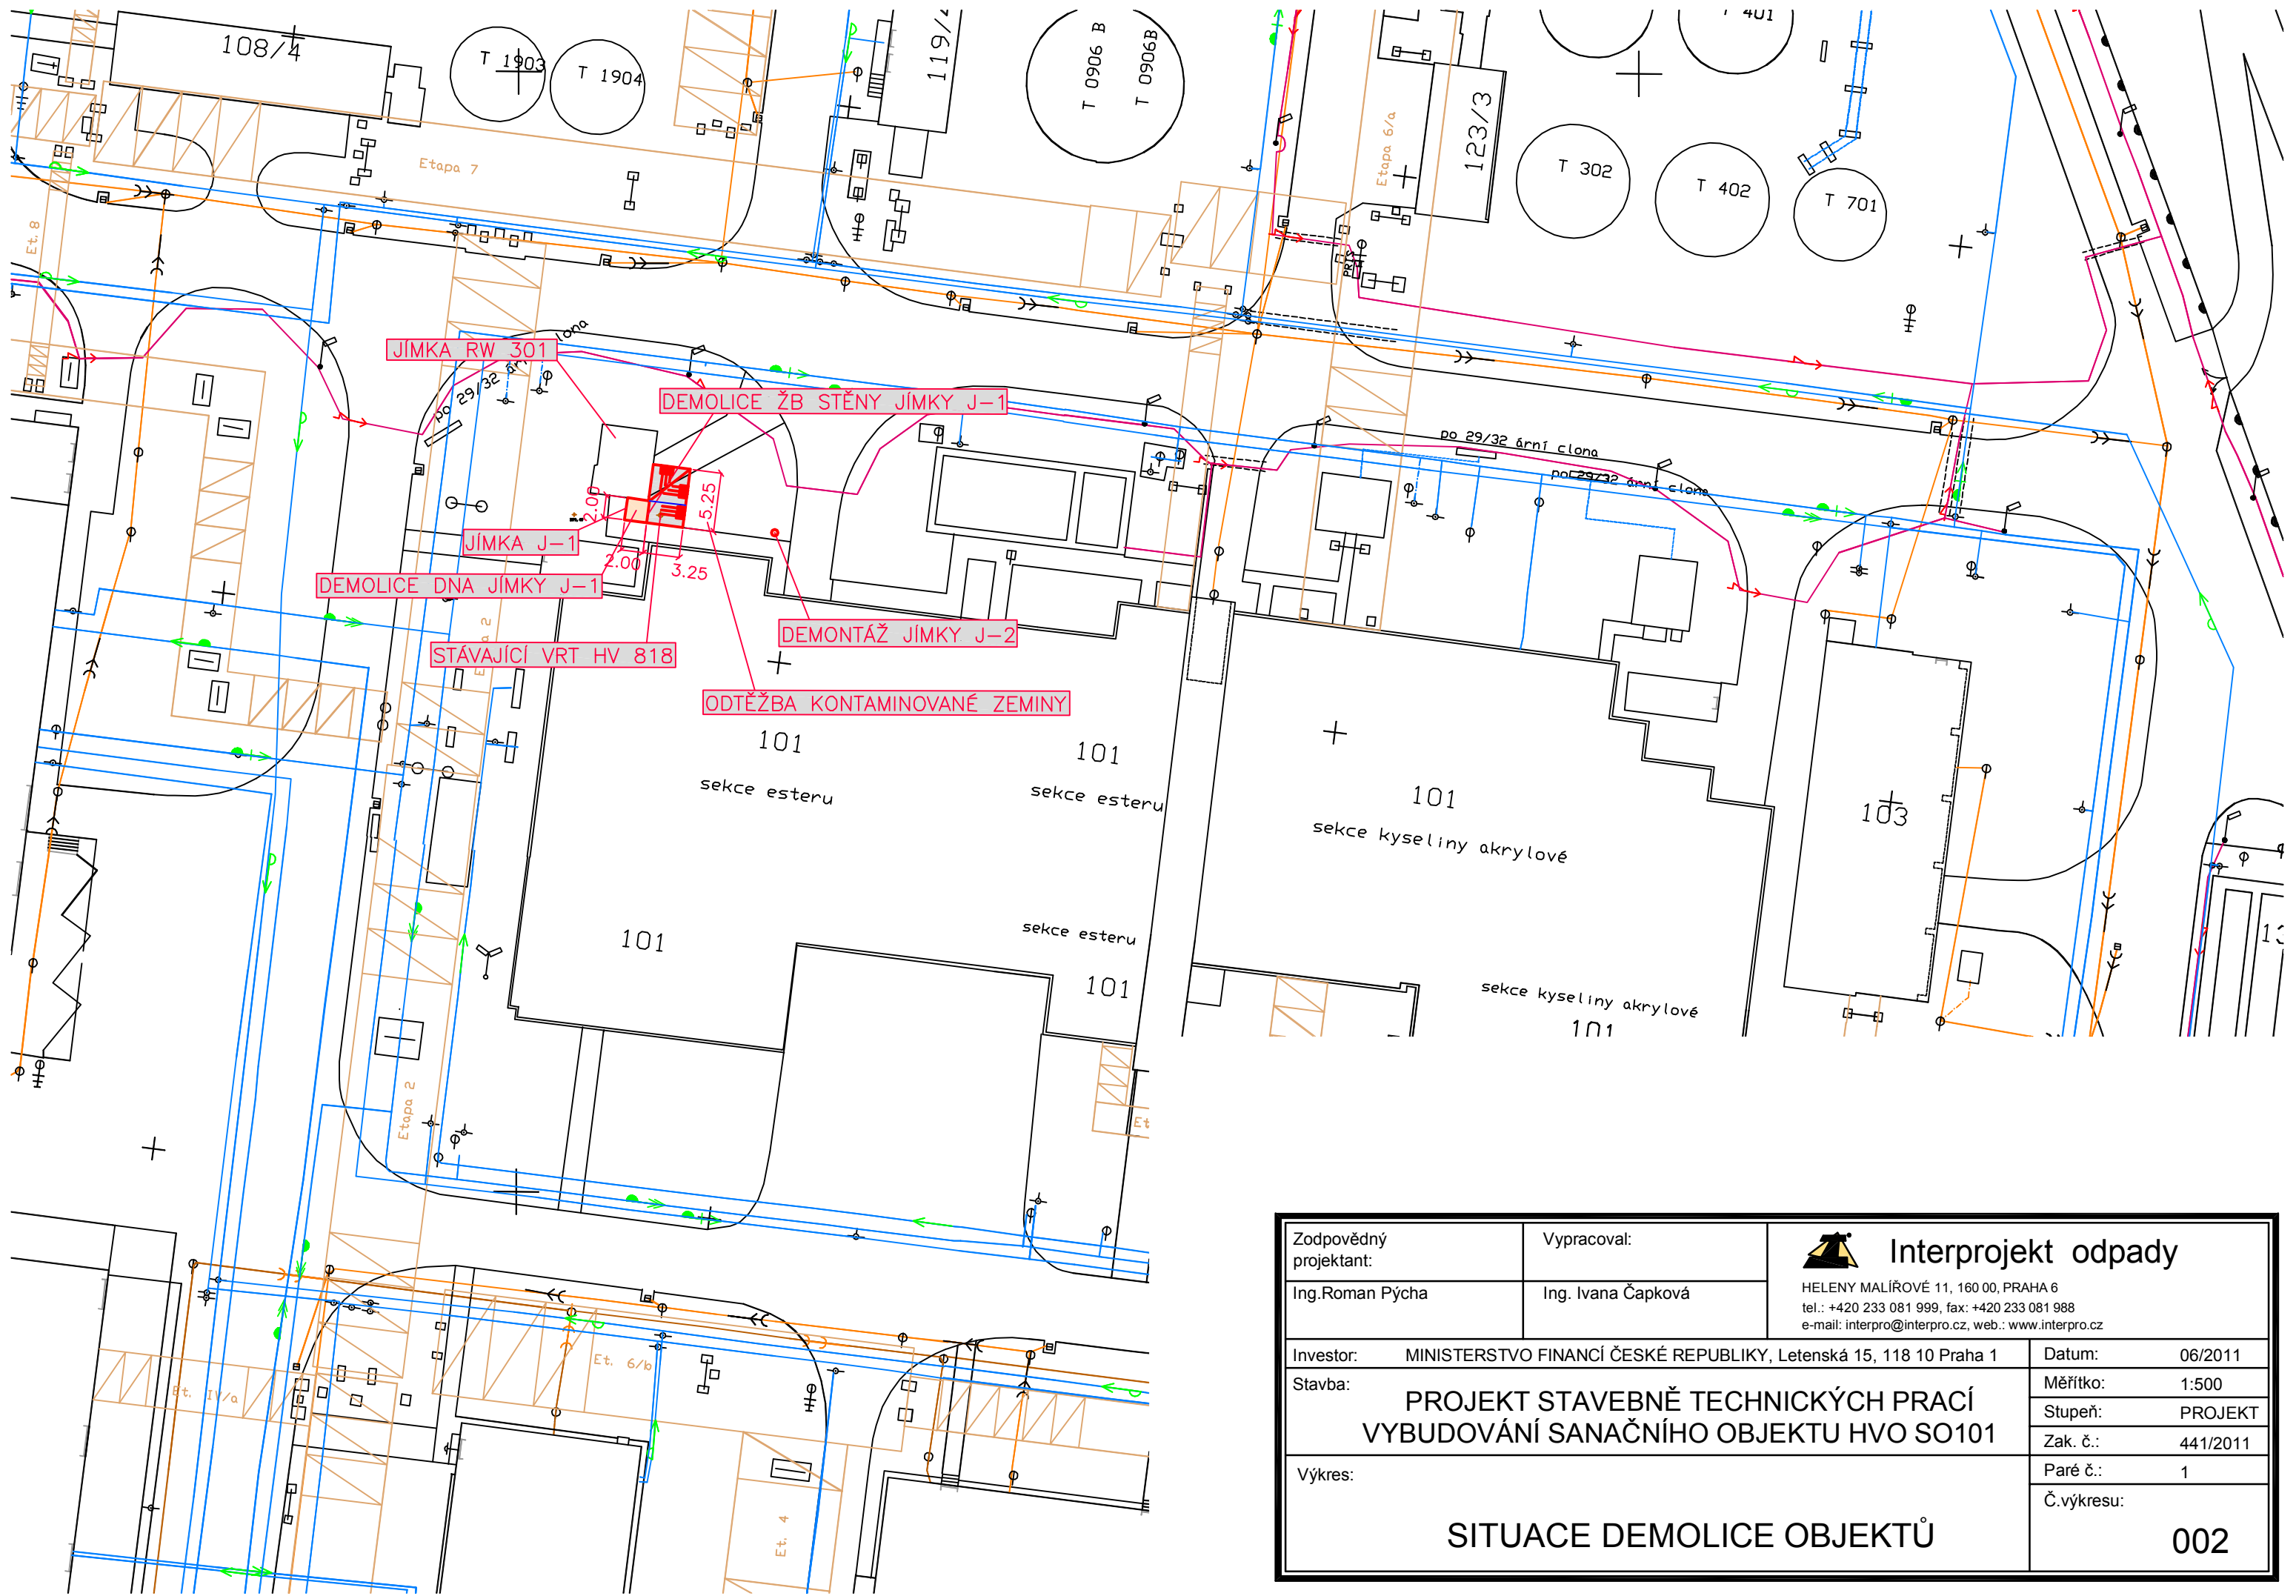 108/4
T 1903
T 1904
119/4
T 0906 B
T 0906B
Etapa 6/a
123/3
401
T 302
T 402
T 701
Etapa 7
Et. 8
JÍMKA RW 301
po 29/32
DEMOLICE ŽB STĚNY JÍMKY J-1
po 29/32 ární clona
po 29/32 ární clona
2.00
5.25
JÍMKA J-1
2.00
3.25
DEMOLICE DNA JÍMKY J-1
DEMONTÁŽ JÍMKY J-2
STÁVAJÍCÍ VRT HV 818
ODTĚŽBA KONTAMINOVANÉ ZEMINY
101
sekce esteru
101
sekce esteru
101
sekce kyseliny akrylové
103
101
sekce esteru
101
sekce kyseliny akrylové
101
Etapa 2
Et. IV/a
Et. 6/b
Et. 4
Zodpovědný
projektant:
Vypracoval:
Ing.Roman Pýcha
Ing. Ivana Čapková
Interprojekt odpady
HELENY MALÍŘOVÉ 11, 160 00, PRAHA 6
tel.: +420 233 081 999, fax: +420 233 081 988
e-mail: interpro@interpro.cz, web.: www.interpro.cz
Investor: MINISTERSTVO FINANCÍ ČESKÉ REPUBLIKY, Letenská 15, 118 10 Praha 1
Datum: 06/2011
Stavba:
PROJEKT STAVEBNĚ TECHNICKÝCH PRACÍ
VYBUDOVÁNÍ SANAČNÍHO OBJEKTU HVO SO101
Měřítko: 1:500
Stupeň: PROJEKT
Zak. č.: 441/2011
Paré č.: 1
Výkres:
SITUACE DEMOLICE OBJEKTŮ
Č.výkresu:
002